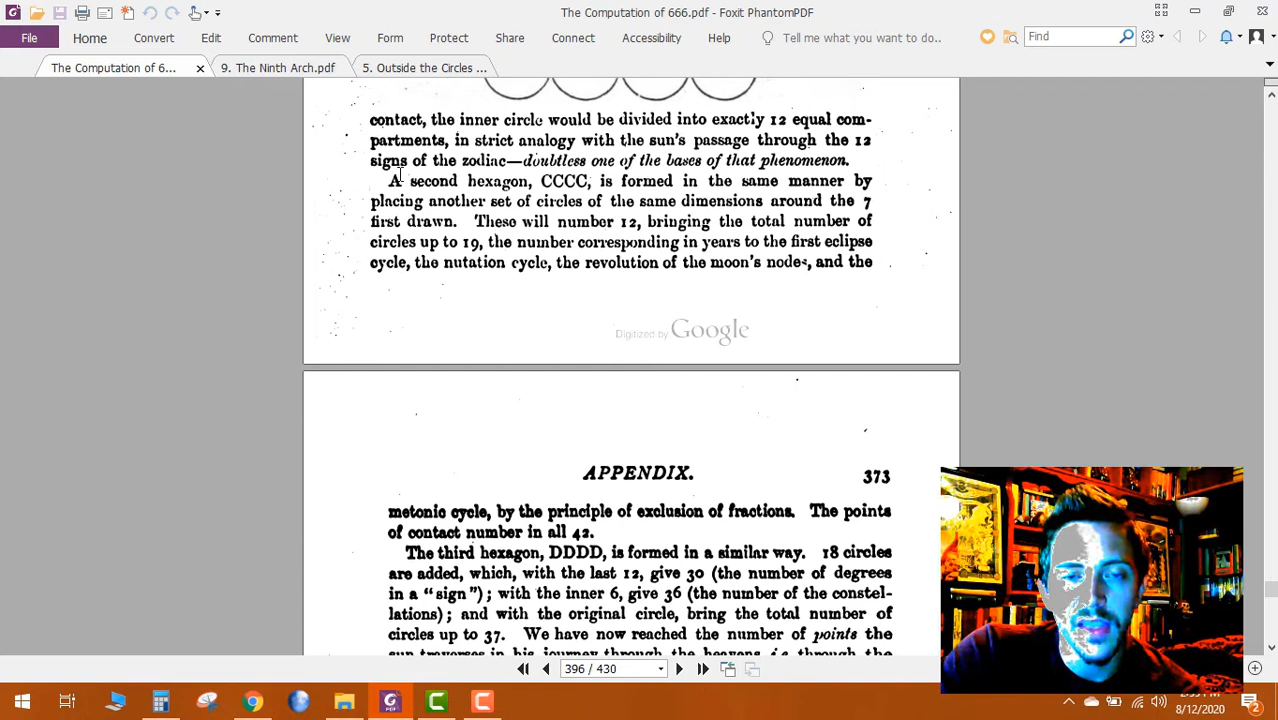 The Computation of 666.pdf - Foxit PhantomPDF
File Home Convert Edit Comment View Form Protect Share Connect Accessibility Help Tell me what you want to do.. Find
The Computation of 6... 9. The Ninth Arch.pdf 5. Outside the Circles ...
contact, the inner circle would be divided into exactly 12 equal com-
partments, in strict analogy with the sun's passage through the 12
signs of the zodiac—doubtless one of the bases of that phenomenon.
A second hexagon, CCCC, is formed in the same manner by
placing another set of circles of the same dimensions around the 7
first drawn. These will number 12, bringing the total number of
circles up to 19, the number corresponding in years to the first eclipse
cycle, the nutation cycle, the revolution of the moon's nodes, and the
Digitized by Google
APPENDIX. 373
metonic cycle, by the principle of exclusion of fractions. The points
of contact number in all 42.
The third hexagon, DDDD, is formed in a similar way. 18 circles
are added, which, with the last 12, give 30 (the number of degrees
in a "sign"); with the inner 6, give 36 (the number of the constel-
lations); and with the original circle, bring the total number of
circles up to 37. We have now reached the number of points the
sun traverses in his journey through the heavens, i.e. through the
396 / 430
8/12/2020
2